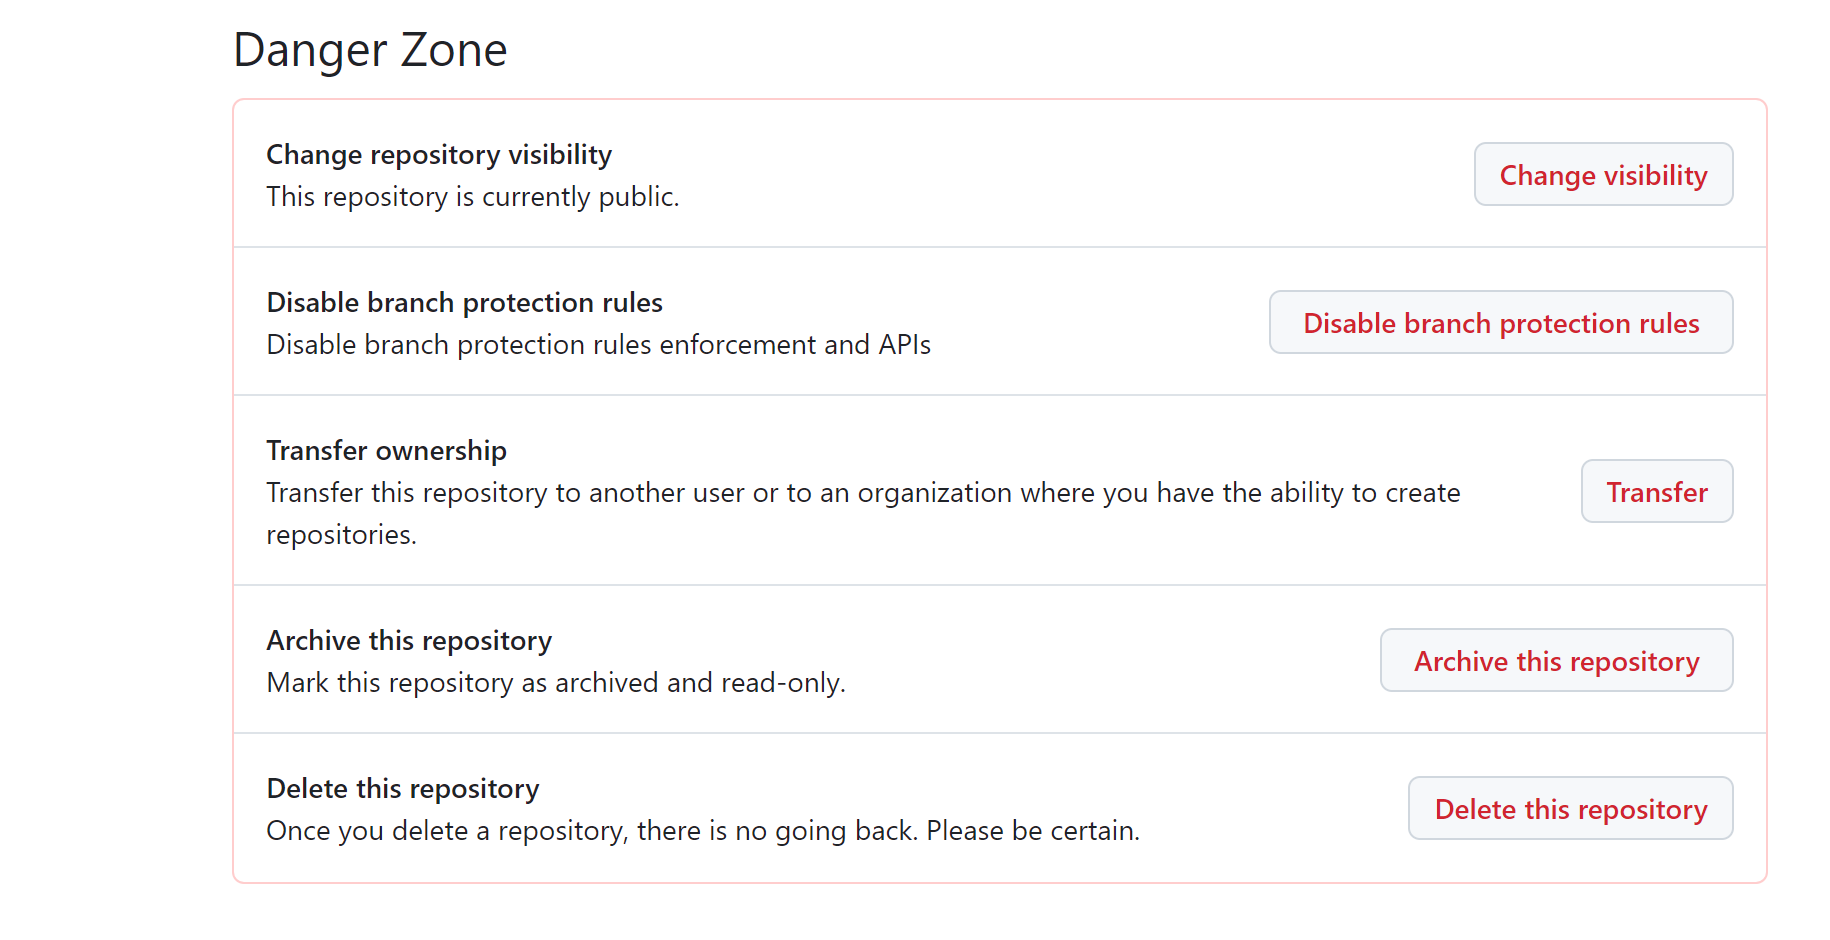 Danger Zone
Change repository visibility
This repository is currently public.
Change visibility
Disable branch protection rules
Disable branch protection rules enforcement and APIs
Disable branch protection rules
Transfer ownership
Transfer this repository to another user or to an organization where you have the ability to create
repositories.
Transfer
Archive this repository
Mark this repository as archived and read-only.
Archive this repository
Delete this repository
Once you delete a repository, there is no going back. Please be certain.
Delete this repository